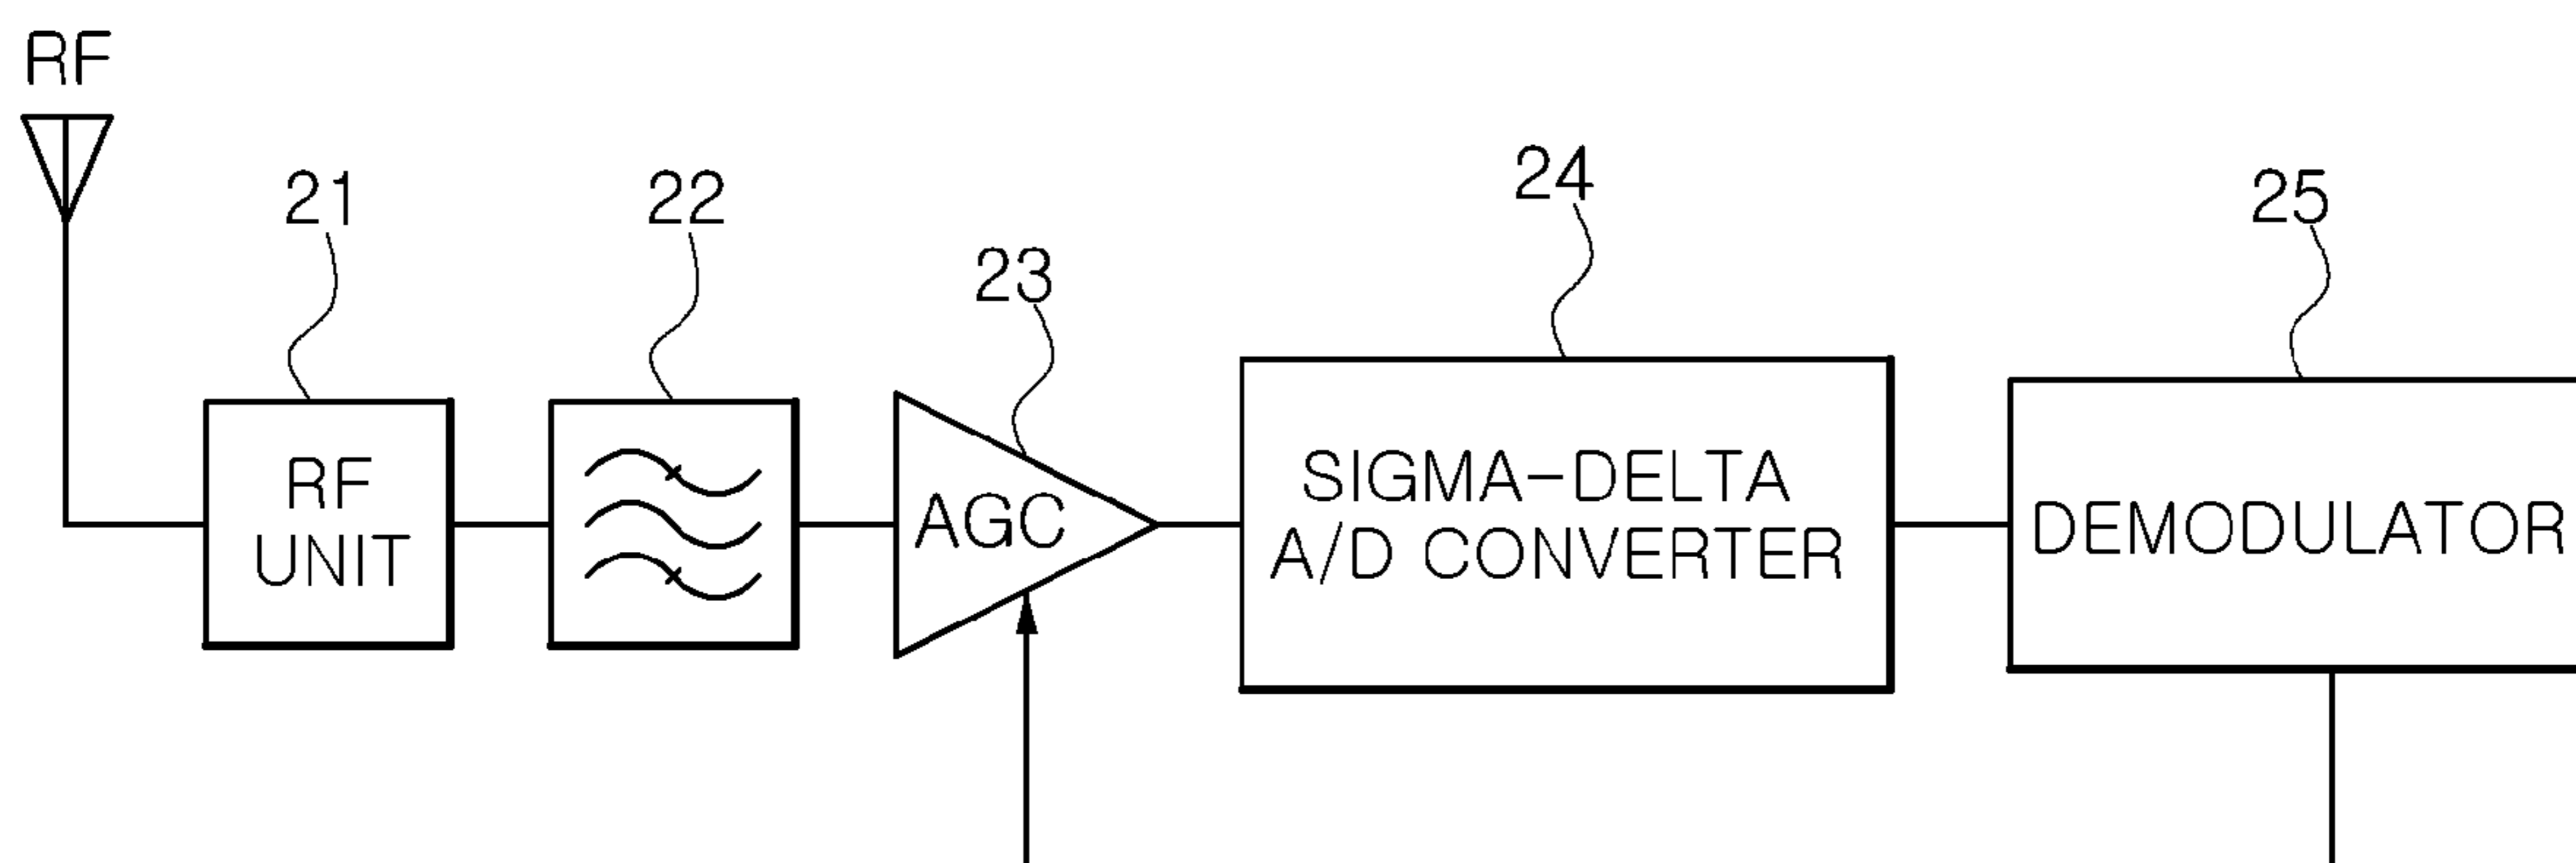 RF
21
22
23
24
25
RF
UNIT
AGC
SIGMA-DELTA
A/D CONVERTER
DEMODULATOR